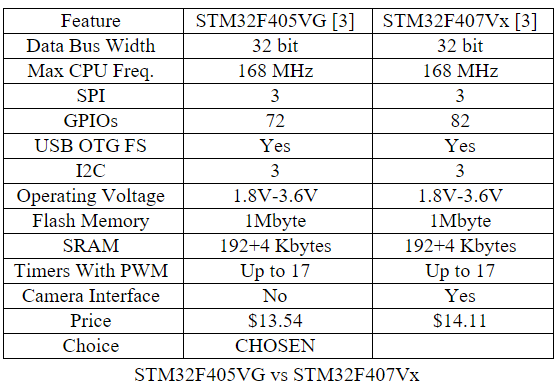 Feature STM32F405VG [3] STM32F407Vx [3]
Data Bus Width 32 bit 32 bit
Max CPU Freq. 168 MHz 168 MHz
SPI 3 3
GPIOs 72 82
USB OTG FS Yes Yes
I2C 3 3
Operating Voltage 1.8V-3.6V 1.8V-3.6V
Flash Memory 1Mbyte 1Mbyte
SRAM 192+4 Kbytes 192+4 Kbytes
Timers With PWM Up to 17 Up to 17
Camera Interface No Yes
Price $13.54 $14.11
Choice CHOSEN
STM32F405VG vs STM32F407Vx